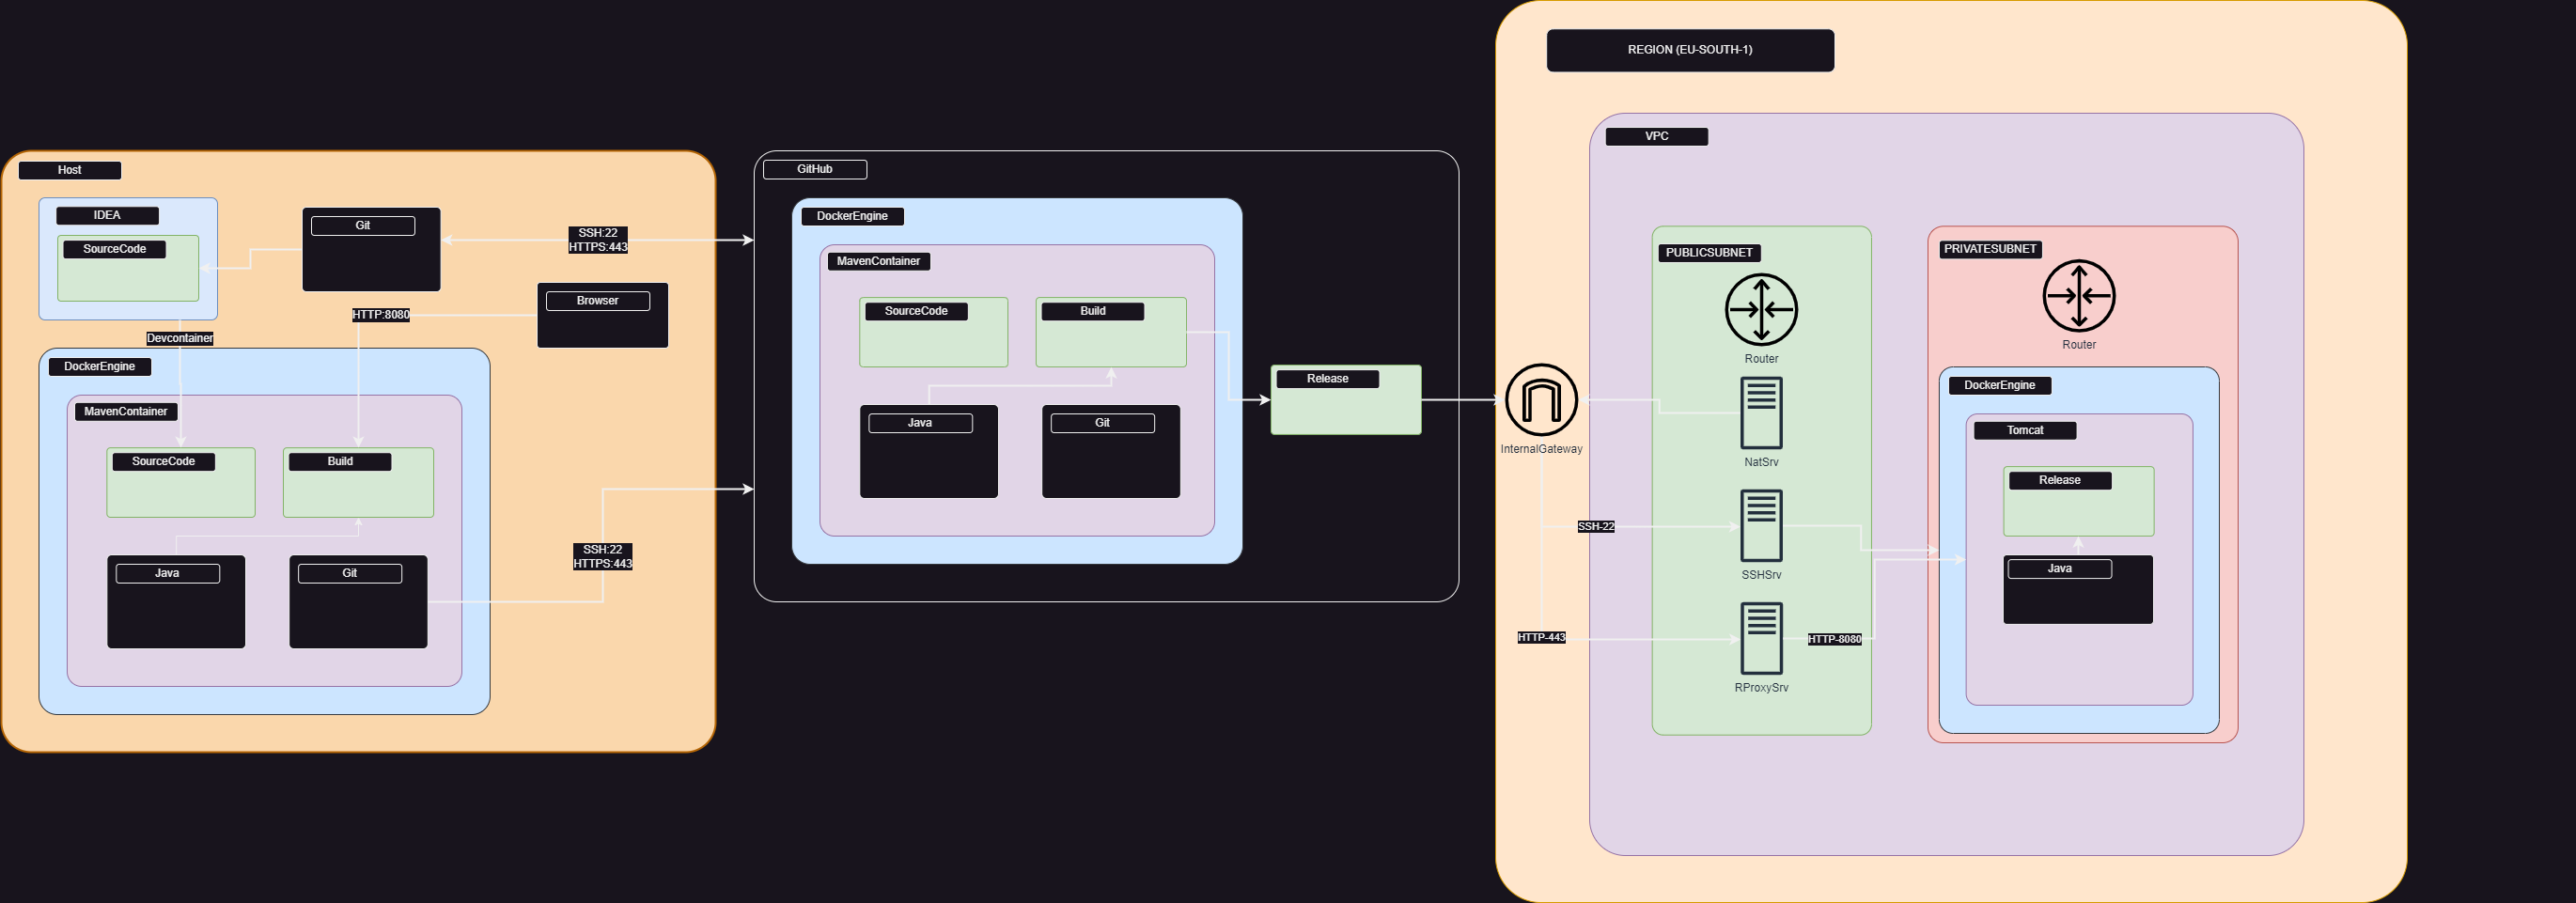 Host
IDEA
SourceCode
Git
SSH:22
HTTPS:443
Browser
HTTP:8080
Devcontainer
DockerEngine
MavenContainer
SourceCode
Build
Java
Git
SSH:22
HTTPS:443
GitHub
DockerEngine
MavenContainer
SourceCode
Build
Java
Git
Release
REGION (EU-SOUTH-1)
InternalGateway
VPC
PUBLICSUBNET
Router
NatSrv
SSH-22
SSHSrv
HTTP-443
RProxySrv
HTTP-8080
PRIVATESUBNET
Router
DockerEngine
Tomcat
Release
Java